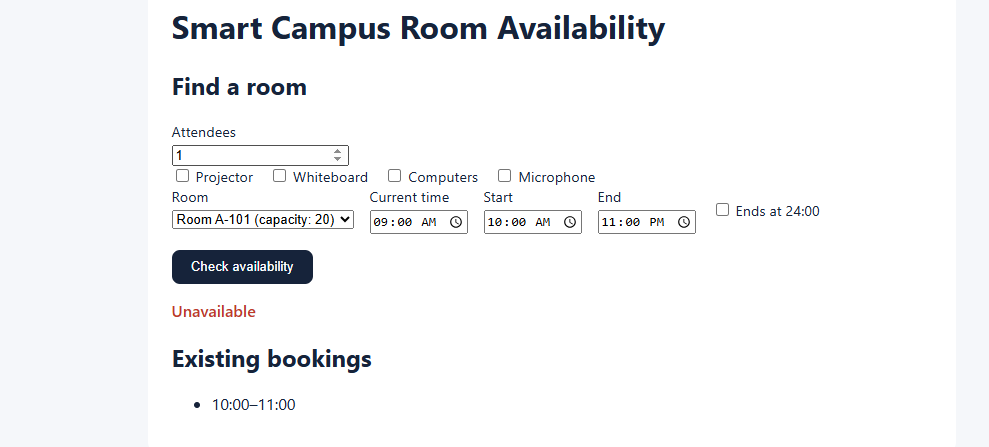 Smart Campus Room Availability
Find a room
Attendees
1
Projector Whiteboard Computers Microphone
Room Current time Start End
Room A-101 (capacity: 20) 09:00 AM 10:00 AM 11:00 PM Ends at 24:00
Check availability
Unavailable
Existing bookings
• 10:00–11:00